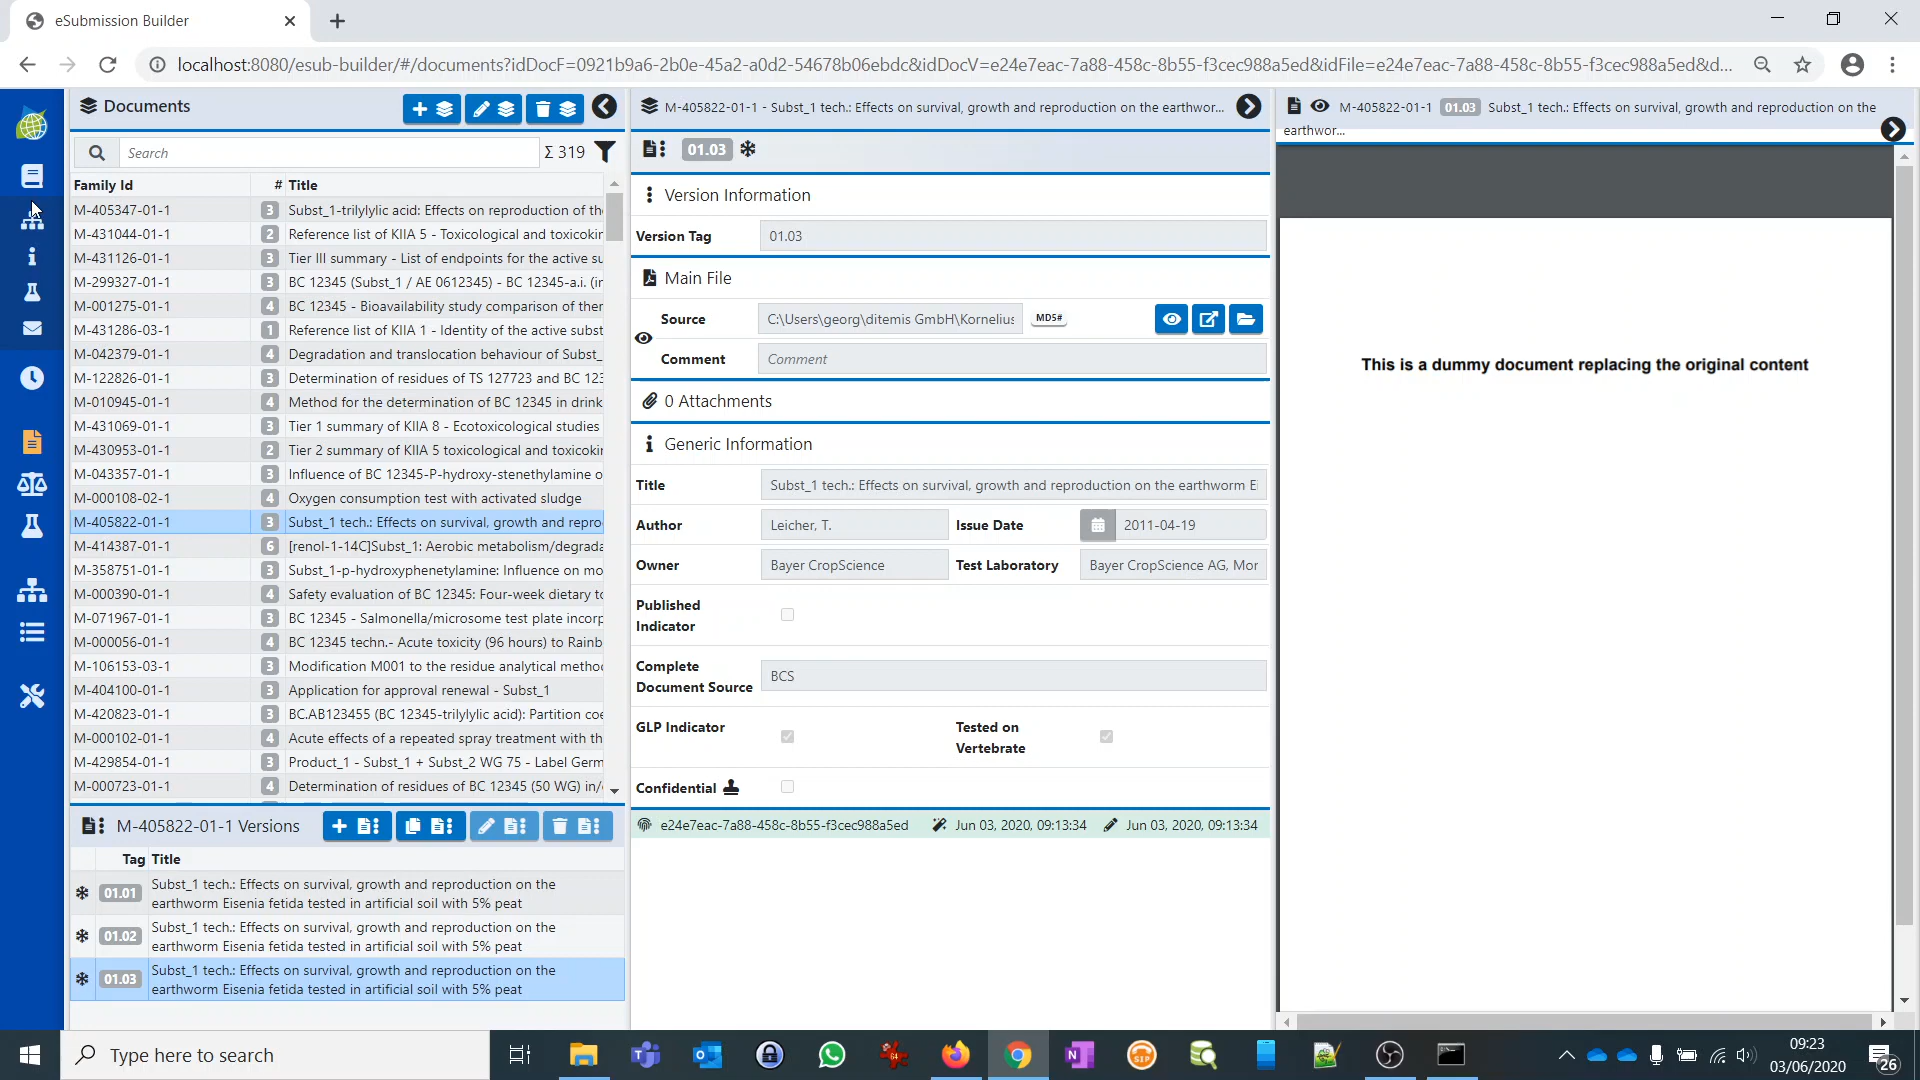 eSubmission Builder
localhost:8080/esub-builder/#/documents?idDocF=0921b9a6-2b0e-45a2-a0d2-54678b06ebdc&idDocV=e24e7eac-7a88-458c-8b55-f3cec988a5ed&idFile=e24e7eac-7a88-458c-8b55-f3cec988a5ed&d...
Documents
Search
Σ 319
Family Id # Title
M-405347-01-1 3 Subst_1-trilylylic acid: Effects on reproduction of th
M-431044-01-1 2 Reference list of KIIA 5 - Toxicological and toxicokin
M-431126-01-1 3 Tier III summary - List of endpoints for the active su
M-299327-01-1 3 BC 12345 (Subst_1 / AE 0612345) - BC 12345-a.i. (ir
M-001275-01-1 4 BC 12345 - Bioavailability study comparison of ther
M-431286-03-1 1 Reference list of KIIA 1 - Identity of the active subst
M-042379-01-1 4 Degradation and translocation behaviour of Subst_
M-122826-01-1 3 Determination of residues of TS 127723 and BC 123
M-010945-01-1 4 Method for the determination of BC 12345 in drink
M-431069-01-1 3 Tier 1 summary of KIIA 8 - Ecotoxicological studies
M-430953-01-1 2 Tier 2 summary of KIIA 5 toxicological and toxicokin
M-043357-01-1 3 Influence of BC 12345-P-hydroxy-stenethylamine o
M-000108-02-1 4 Oxygen consumption test with activated sludge
M-405822-01-1 3 Subst_1 tech.: Effects on survival, growth and repro
M-414387-01-1 6 [renol-1-14C]Subst_1: Aerobic metabolism/degrada
M-358751-01-1 3 Subst_1-p-hydroxyphenetylamine: Influence on mo
M-000390-01-1 4 Safety evaluation of BC 12345: Four-week dietary to
M-071967-01-1 3 BC 12345 - Salmonella/microsome test plate incorp
M-000056-01-1 4 BC 12345 techn.- Acute toxicity (96 hours) to Rainb
M-106153-03-1 3 Modification M001 to the residue analytical metho
M-404100-01-1 3 Application for approval renewal - Subst_1
M-420823-01-1 3 BC.AB123455 (BC 12345-trilylylic acid): Partition coe
M-000102-01-1 4 Acute effects of a repeated spray treatment with th
M-429854-01-1 3 Product_1 - Subst_1 + Subst_2 WG 75 - Label Germ
M-000723-01-1 4 Determination of residues of BC 12345 (50 WG) in/
M-405822-01-1 Versions
Tag Title
01.01 Subst_1 tech.: Effects on survival, growth and reproduction on the
earthworm Eisenia fetida tested in artificial soil with 5% peat
01.02 Subst_1 tech.: Effects on survival, growth and reproduction on the
earthworm Eisenia fetida tested in artificial soil with 5% peat
01.03 Subst_1 tech.: Effects on survival, growth and reproduction on the
earthworm Eisenia fetida tested in artificial soil with 5% peat
M-405822-01-1 - Subst_1 tech.: Effects on survival, growth and reproduction on the earthwor...
01.03
Version Information
Version Tag 01.03
Main File
Source C:\Users\georg\ditemis GmbH\Kornelius MD5#
Comment Comment
0 Attachments
Generic Information
Title Subst_1 tech.: Effects on survival, growth and reproduction on the earthworm E
Author Leicher, T. Issue Date 2011-04-19
Owner Bayer CropScience Test Laboratory Bayer CropScience AG, Mor
Published
Indicator
Complete
Document Source BCS
GLP Indicator Tested on
Vertebrate
Confidential
e24e7eac-7a88-458c-8b55-f3cec988a5ed Jun 03, 2020, 09:13:34 Jun 03, 2020, 09:13:34
M-405822-01-1 01.03 Subst_1 tech.: Effects on survival, growth and reproduction on the
earthwor...
This is a dummy document replacing the original content
Type here to search
64
SIP
09:23
03/06/2020
26